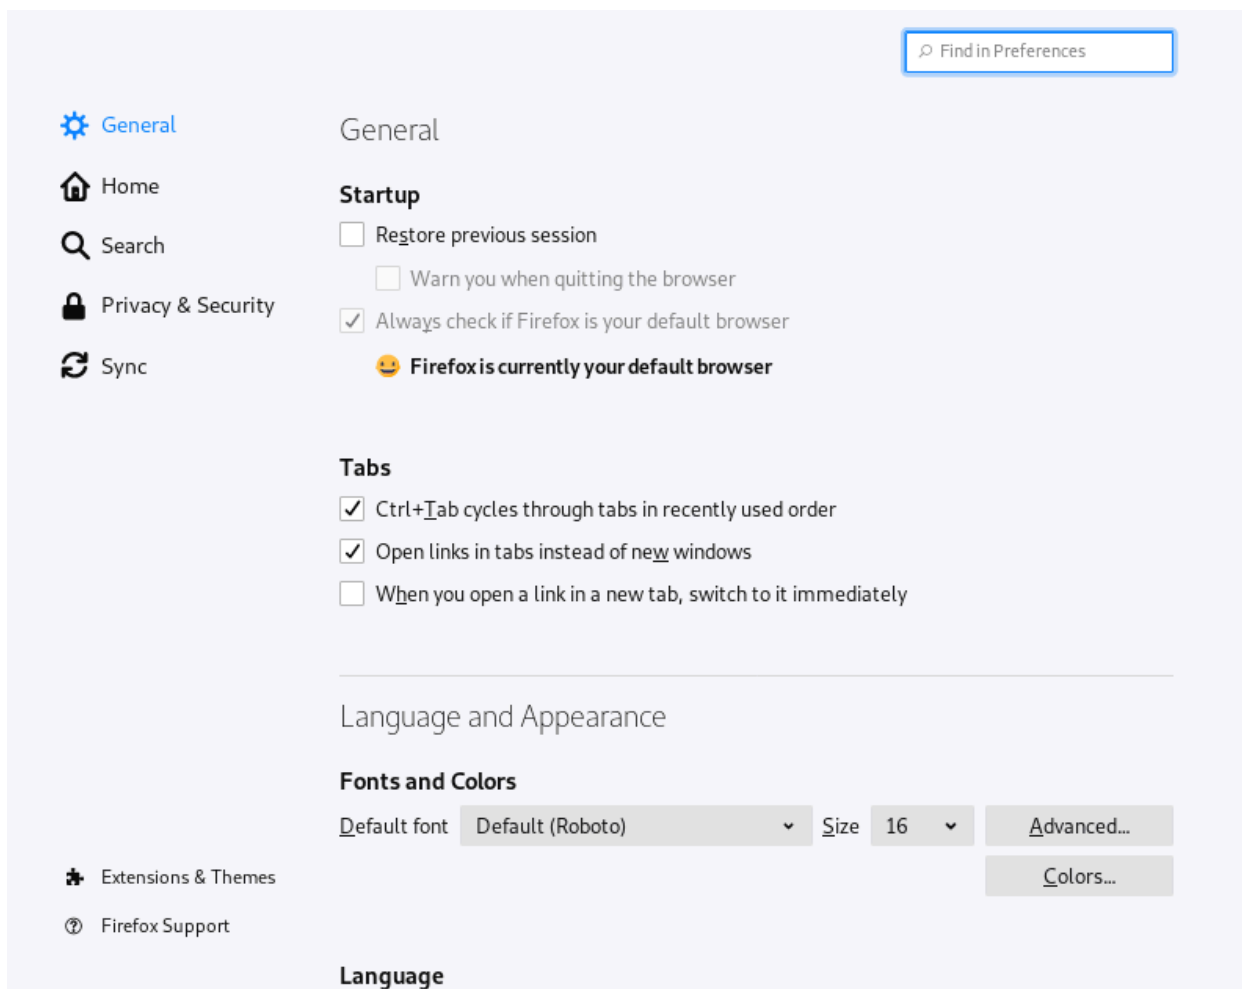 Find in Preferences
General
Home
Search
Privacy & Security
Sync
Extensions & Themes
Firefox Support
General
Startup
Restore previous session
Warn you when quitting the browser
Always check if Firefox is your default browser
Firefox is currently your default browser
Tabs
Ctrl+Tab cycles through tabs in recently used order
Open links in tabs instead of new windows
When you open a link in a new tab, switch to it immediately
Language and Appearance
Fonts and Colors
Default font Default (Roboto) Size 16 Advanced...
Colors...
Language